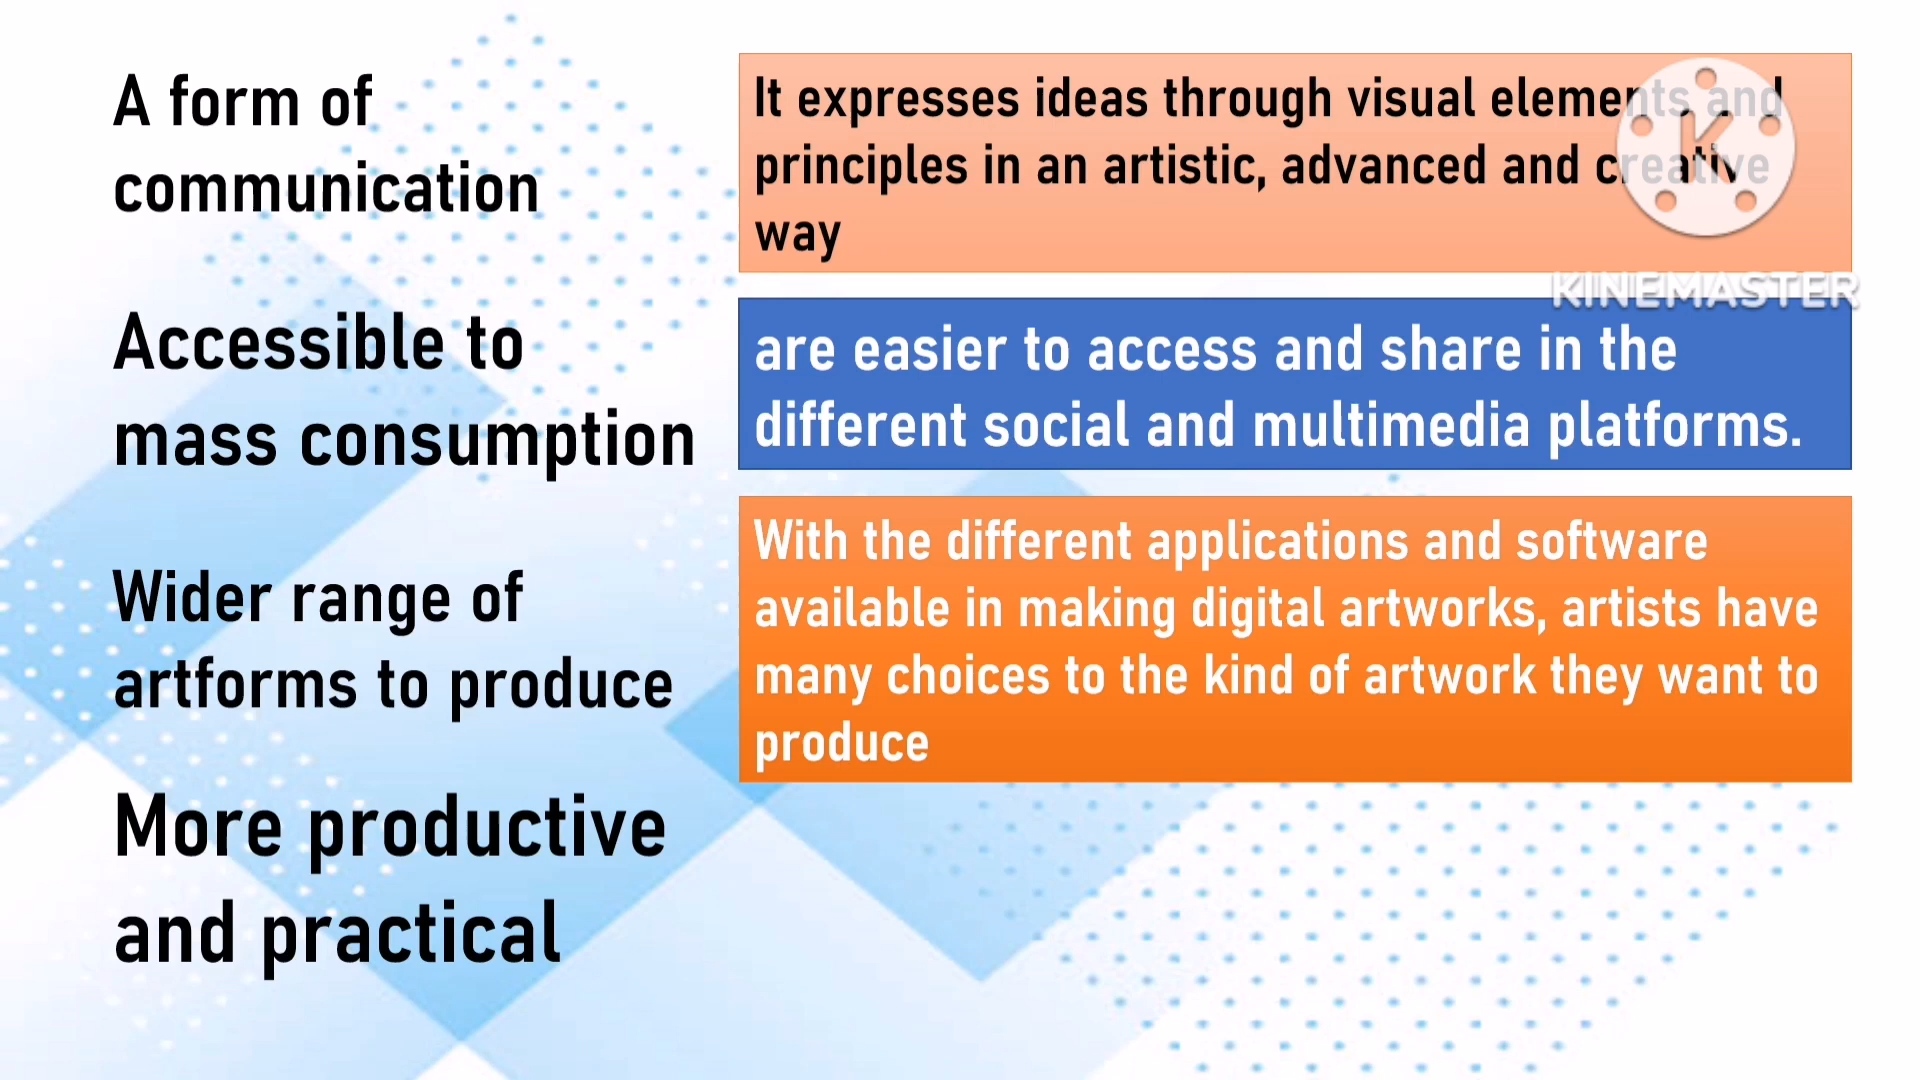 A form of
communication
It expresses ideas through visual elements and
principles in an artistic, advanced and creative
way
KINEMASTER
Accessible to
mass consumption
are easier to access and share in the
different social and multimedia platforms.
Wider range of
artforms to produce
With the different applications and software
available in making digital artworks, artists have
many choices to the kind of artwork they want to
produce
More productive
and practical